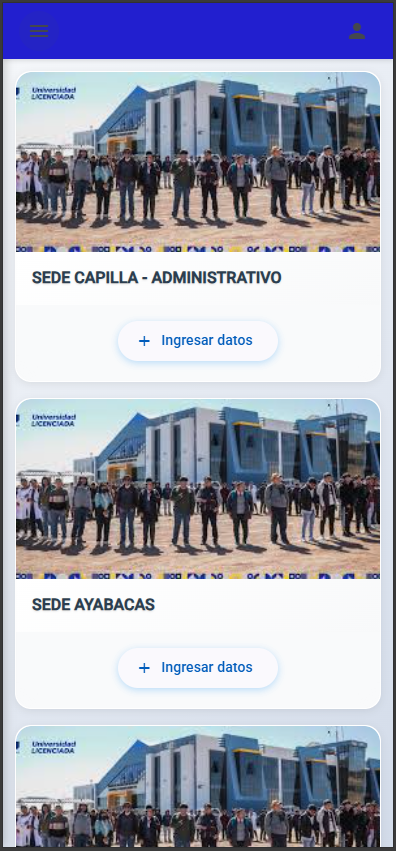 Universidad
LICENCIADA
SEDE CAPILLA - ADMINISTRATIVO
+ Ingresar datos
Universidad
LICENCIADA
SEDE AYABACAS
+ Ingresar datos
Universidad
LICENCIADA